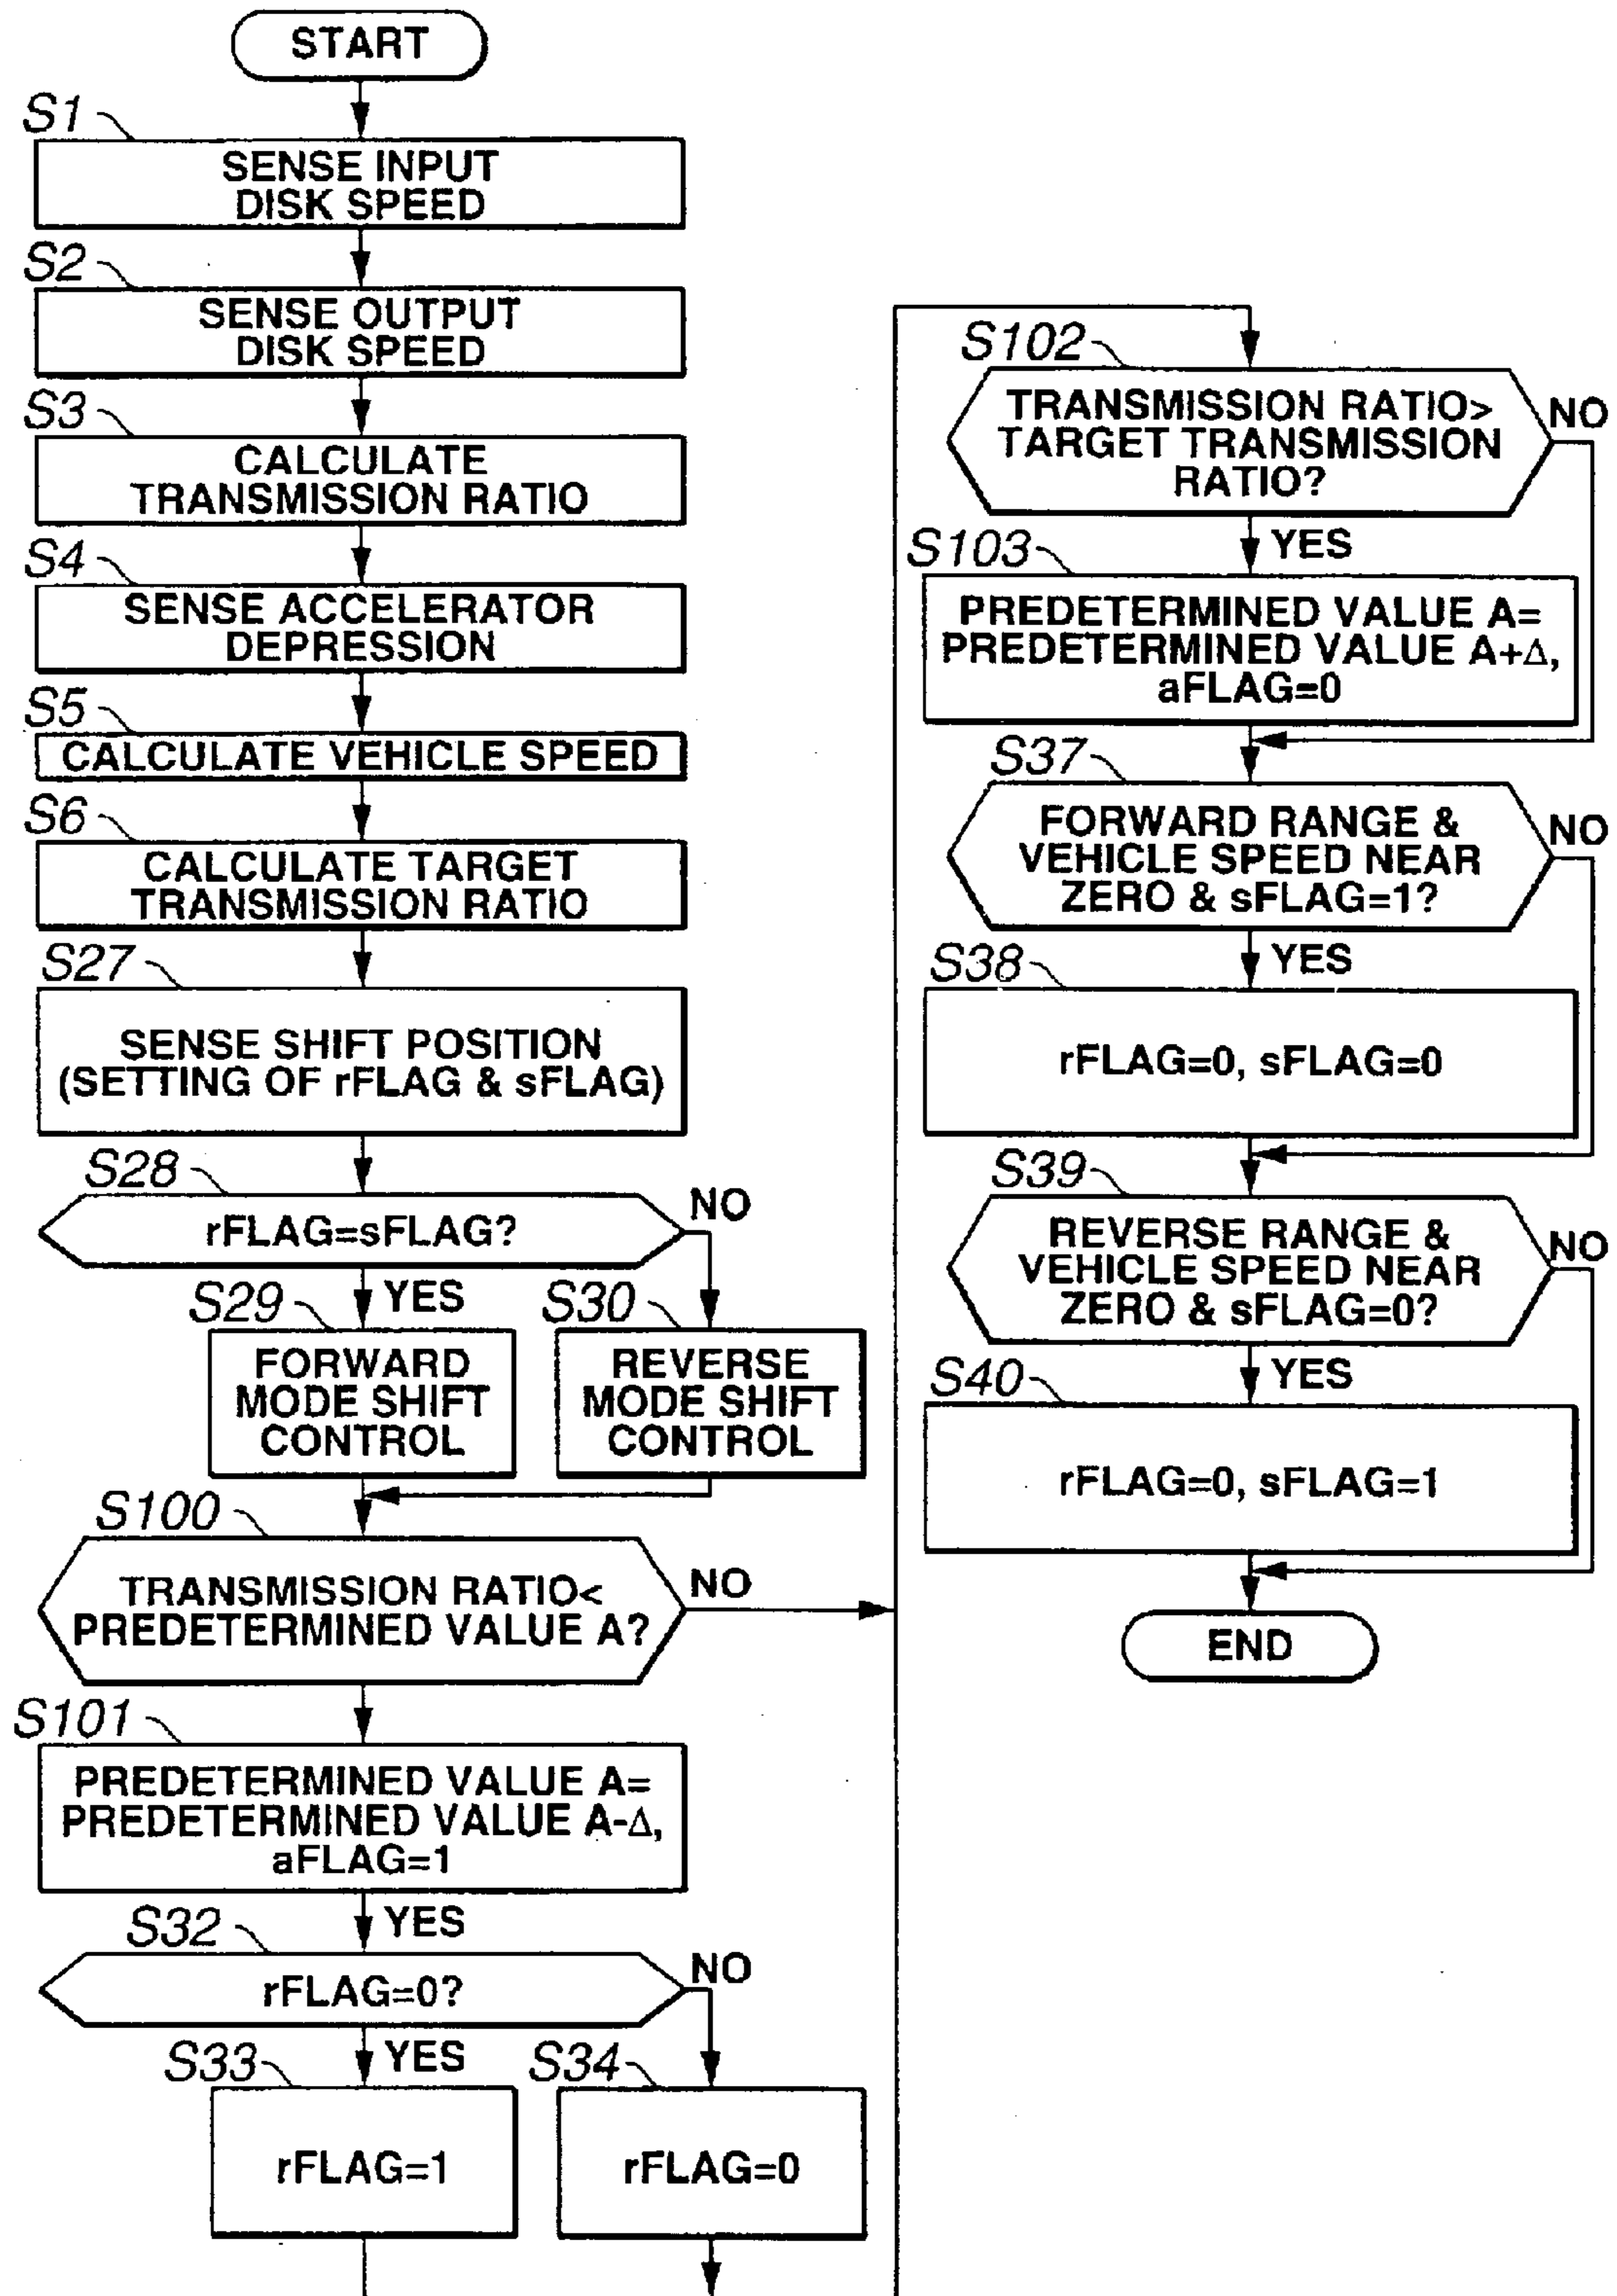 START
S1
SENSE INPUT
DISK SPEED
S2
SENSE OUTPUT
DISK SPEED
S3
CALCULATE
TRANSMISSION RATIO
S4
SENSE ACCELERATOR
DEPRESSION
S5
CALCULATE VEHICLE SPEED
S6
CALCULATE TARGET
TRANSMISSION RATIO
S27
SENSE SHIFT POSITION
(SETTING OF rFLAG & sFLAG)
S28
rFLAG=sFLAG?
NO
YES
S29
FORWARD
MODE SHIFT
CONTROL
S30
REVERSE
MODE SHIFT
CONTROL
S100
TRANSMISSION RATIO<
PREDETERMINED VALUE A?
NO
S101
PREDETERMINED VALUE A=
PREDETERMINED VALUE A-Δ,
aFLAG=1
YES
S32
rFLAG=0?
NO
YES
S33
rFLAG=1
S34
rFLAG=0
S102
TRANSMISSION RATIO>
TARGET TRANSMISSION
RATIO?
NO
YES
S103
PREDETERMINED VALUE A=
PREDETERMINED VALUE A+Δ,
aFLAG=0
S37
FORWARD RANGE &
VEHICLE SPEED NEAR
ZERO & sFLAG=1?
NO
YES
S38
rFLAG=0, sFLAG=0
S39
REVERSE RANGE &
VEHICLE SPEED NEAR
ZERO & sFLAG=0?
NO
YES
S40
rFLAG=0, sFLAG=1
END